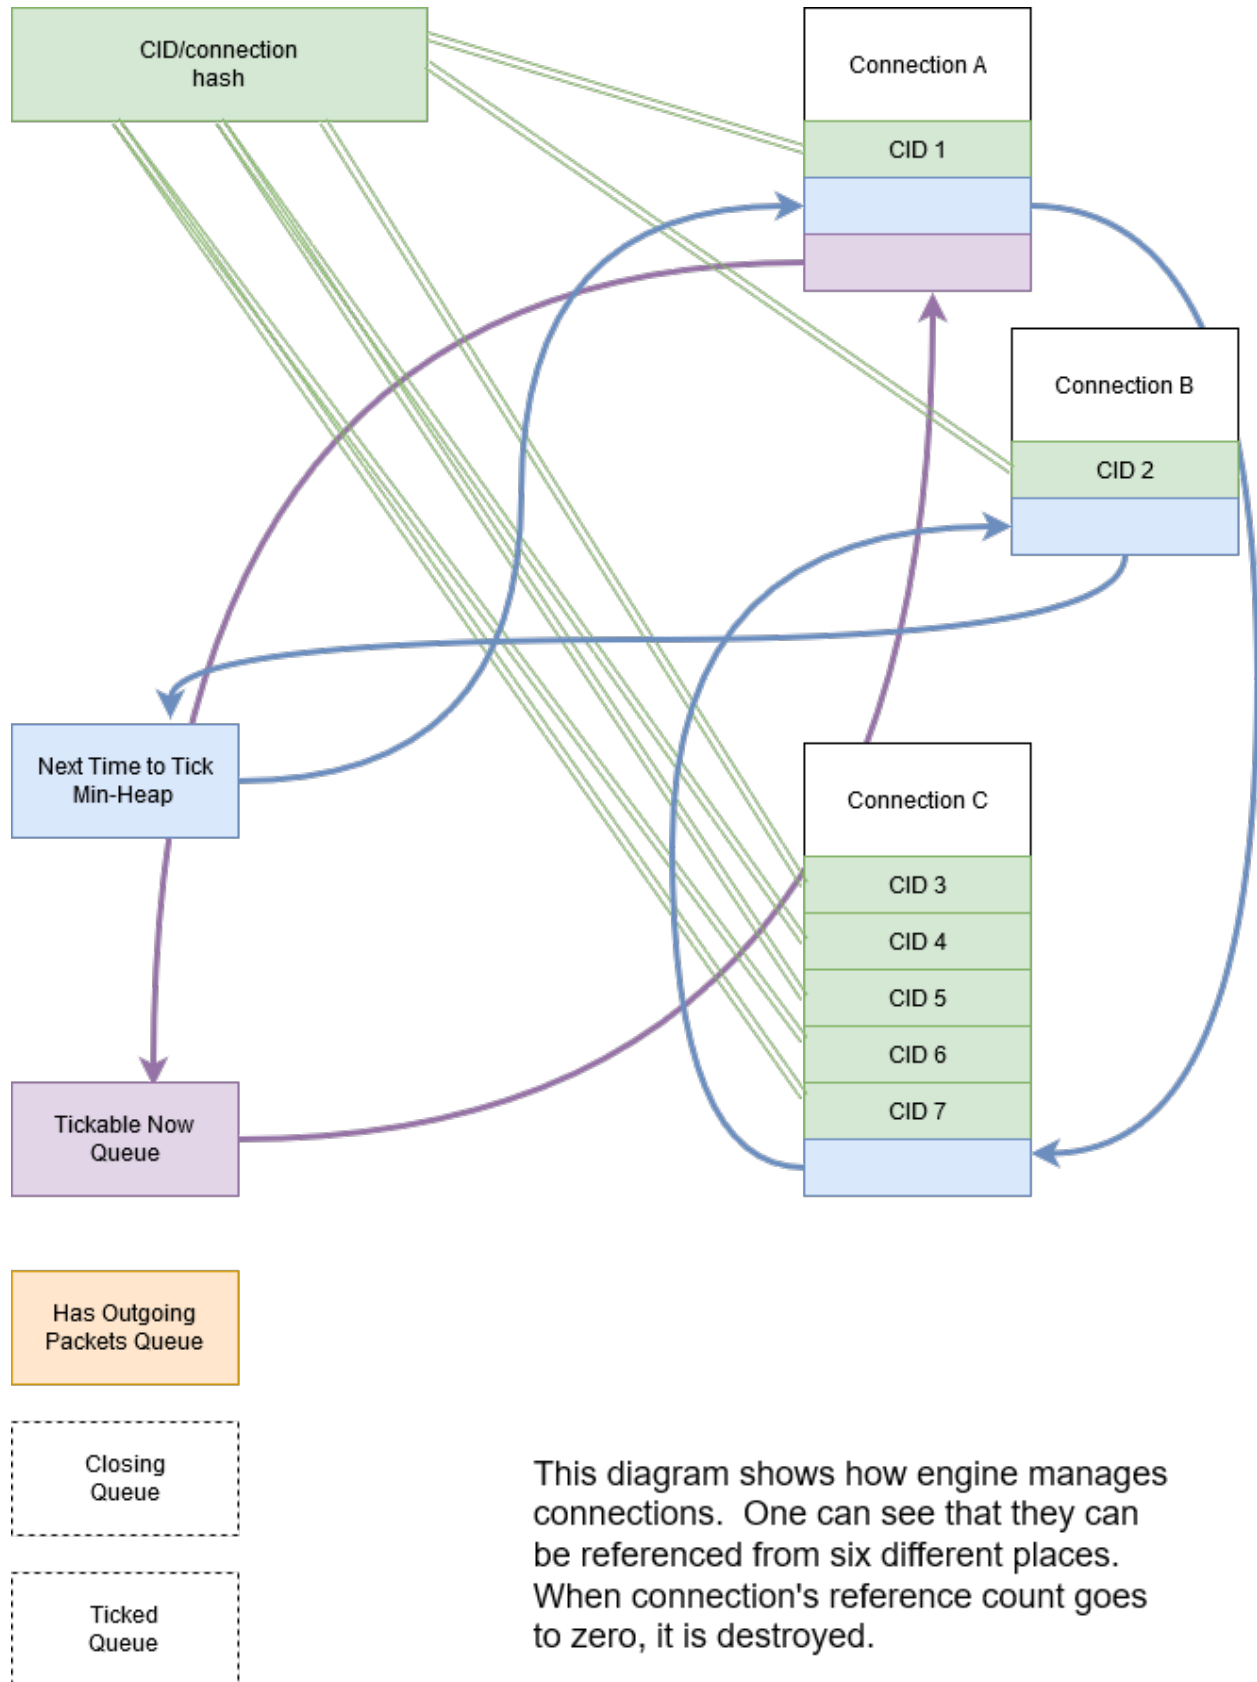 CID/connection
hash
Connection A
CID 1
Connection B
CID 2
Next Time to Tick
Min-Heap
Connection C
CID 3
CID 4
CID 5
CID 6
CID 7
Tickable Now
Queue
Has Outgoing
Packets Queue
Closing
Queue
Ticked
Queue
This diagram shows how engine manages
connections.  One can see that they can
be referenced from six different places.
When connection's reference count goes
to zero, it is destroyed.